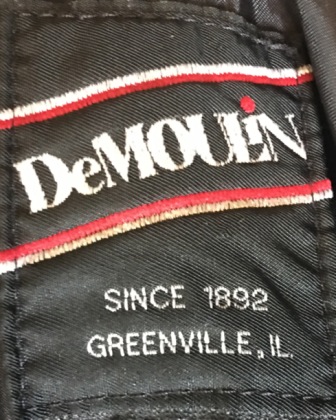 DeMOULiN
SINCE 1892
GREENVILLE, IL.